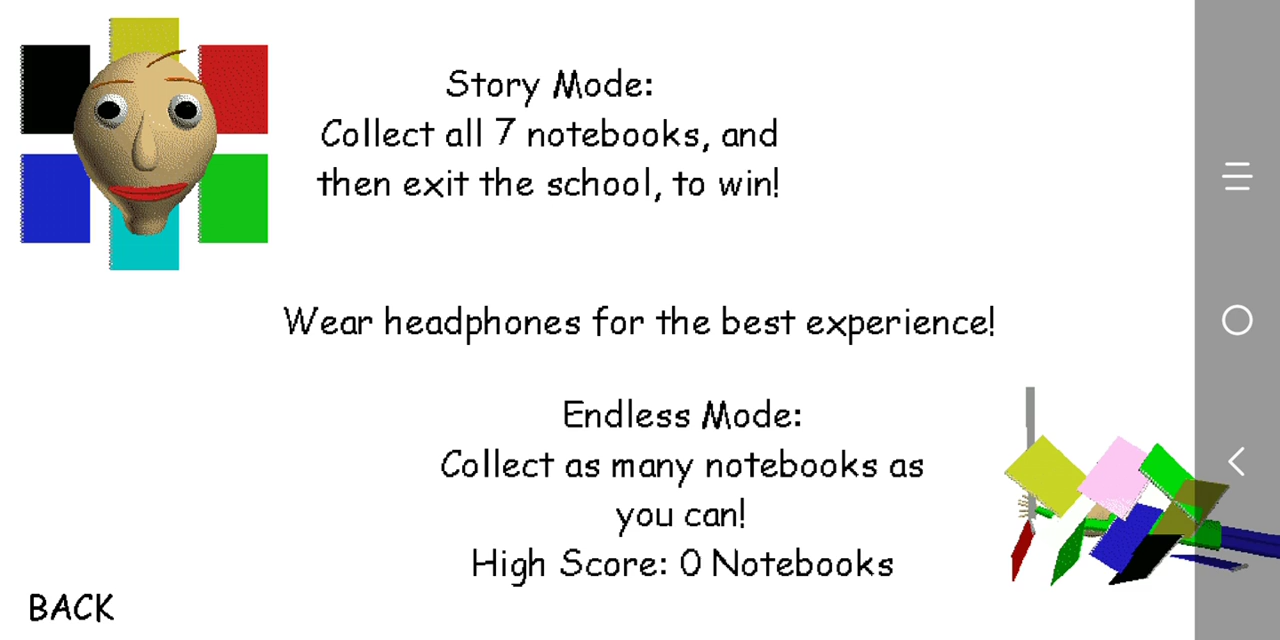 Story Mode:
Collect all 7 notebooks, and
then exit the school, to win!
Wear headphones for the best experience!
Endless Mode:
Collect as many notebooks as
you can!
High Score: 0 Notebooks
BACK